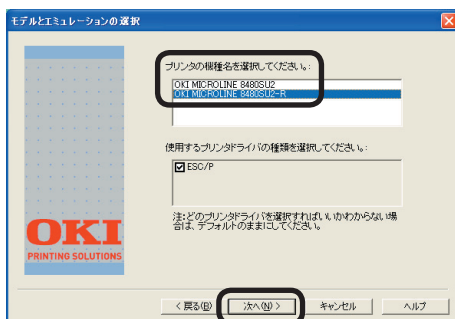 モデルとエミュレーションの選択
プリンタの機種名を選択してください。:
OKI MICROLINE 8480SU2
OKI MICROLINE 8480SU2-R
使用するプリンタドライバの種類を選択してください。:
ESC/P
注:どのプリンタドライバを選択すればいいかわからない場
合は、デフォルトのままにしてください。
OKI
PRINTING SOLUTIONS
< 戻る(B)
次へ(N) >
キャンセル
ヘルプ